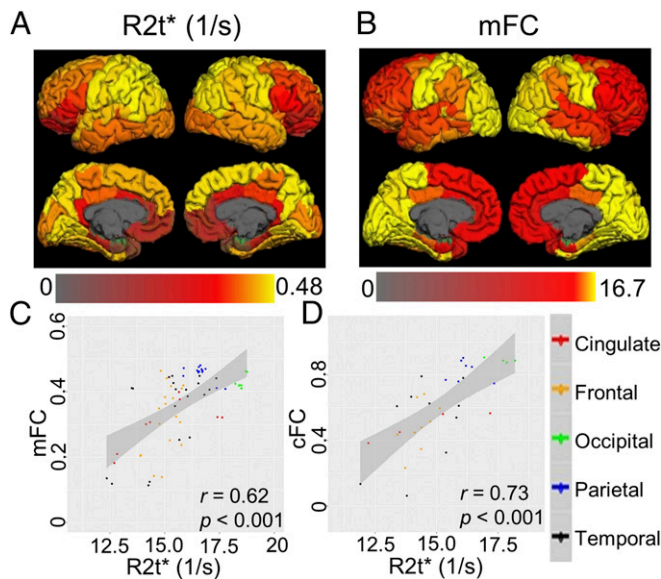 A R2t* (1/s) B mFC
0 0.48 0 16.7
C D
0.6
0.4
0.2
0
mFC
r = 0.62
p < 0.001
12.5 15.0 17.5 20
R2t* (1/s)
0.8
0.4
0
cFC
r = 0.73
p < 0.001
12.5 15.0 17.5
R2t* (1/s)
Cingulate
Frontal
Occipital
Parietal
Temporal